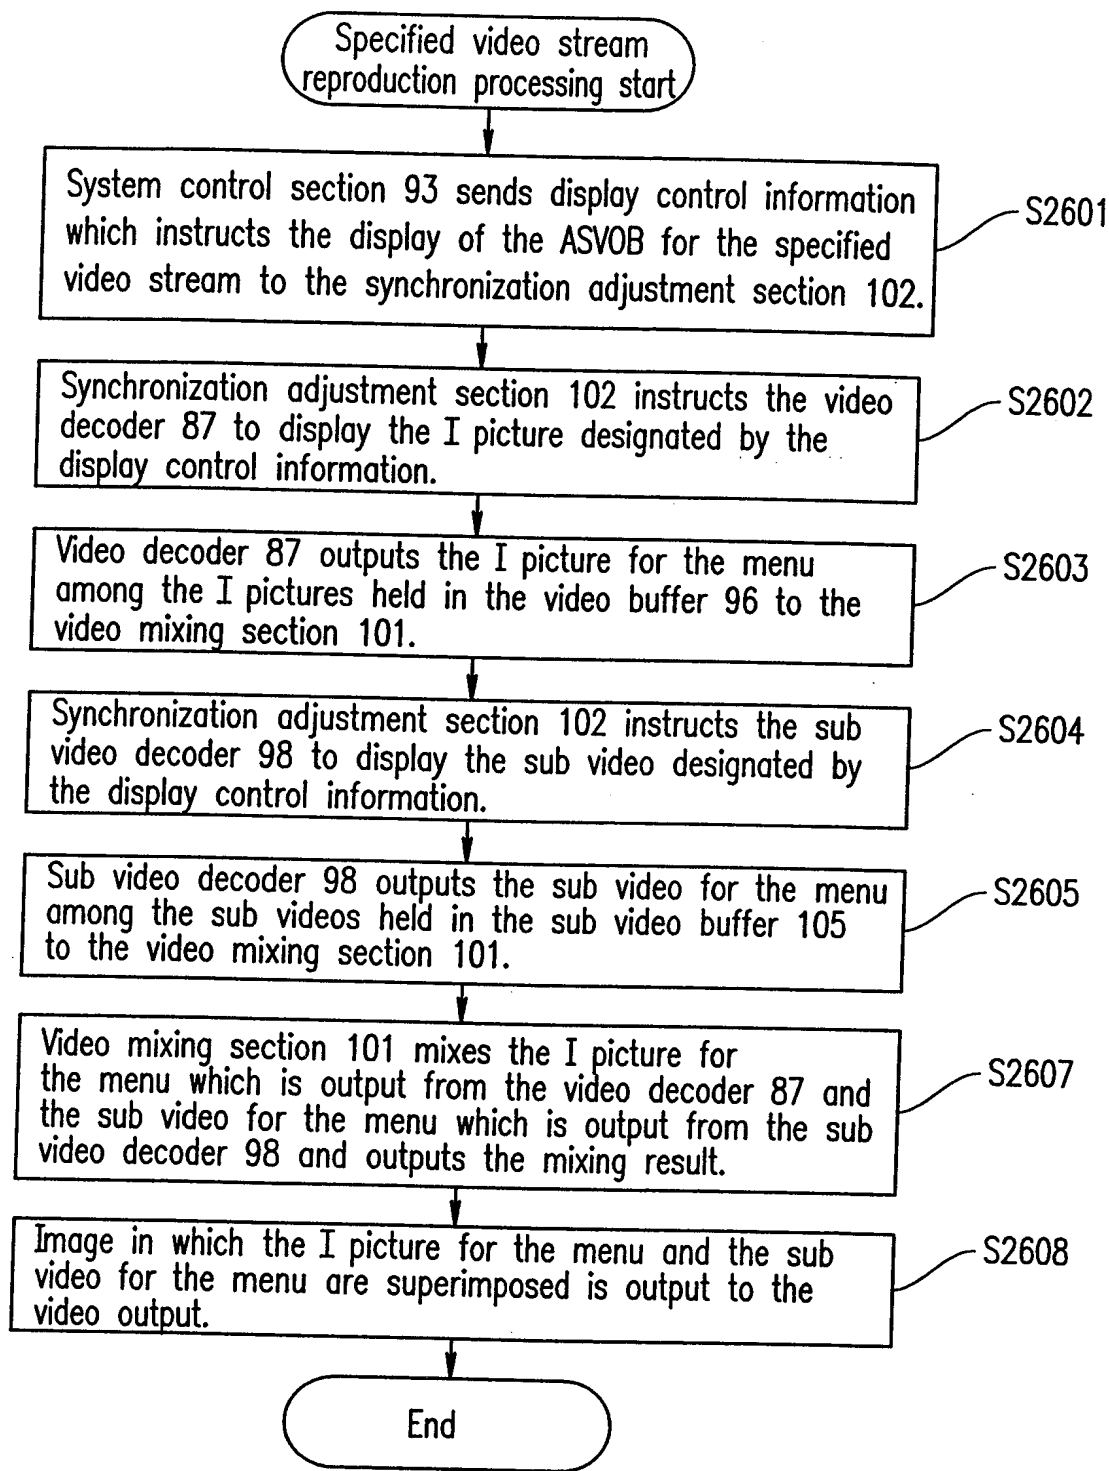 Specified video stream
reproduction processing start
System control section 93 sends display control information
which instructs the display of the ASVOB for the specified
video stream to the synchronization adjustment section 102.
S2601
Synchronization adjustment section 102 instructs the video
decoder 87 to display the I picture designated by the
display control information.
S2602
Video decoder 87 outputs the I picture for the menu
among the I pictures held in the video buffer 96 to the
video mixing section 101.
S2603
Synchronization adjustment section 102 instructs the sub
video decoder 98 to display the sub video designated by
the display control information.
S2604
Sub video decoder 98 outputs the sub video for the menu
among the sub videos held in the sub video buffer 105
to the video mixing section 101.
S2605
Video mixing section 101 mixes the I picture for
the menu which is output from the video decoder 87 and
the sub video for the menu which is output from the sub
video decoder 98 and outputs the mixing result.
S2607
Image in which the I picture for the menu and the sub
video for the menu are superimposed is output to the
video output.
S2608
End